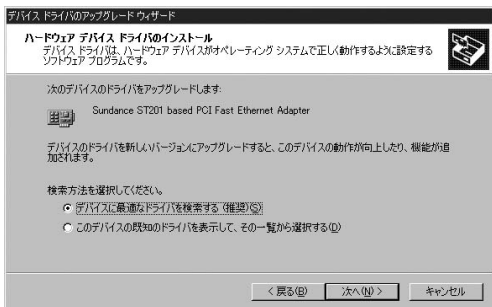 デバイス ドライバのアップグレード ウィザード
ハードウェア デバイス ドライバのインストール
デバイス ドライバは、ハードウェア デバイスがオペレーティング システムで正しく動作するように設定する
ソフトウェア プログラムです。
次のデバイスのドライバをアップグレードします:
Sundance ST201 based PCI Fast Ethernet Adapter
デバイスのドライバを新しいバージョンにアップグレードすると、このデバイスの動作が向上したり、機能が追
加されます。
検索方法を選択してください。
デバイスに最適なドライバを検索する (推奨)(S)
このデバイスの既知のドライバを表示して、その一覧から選択する(D)
< 戻る(B) 次へ(N) > キャンセル